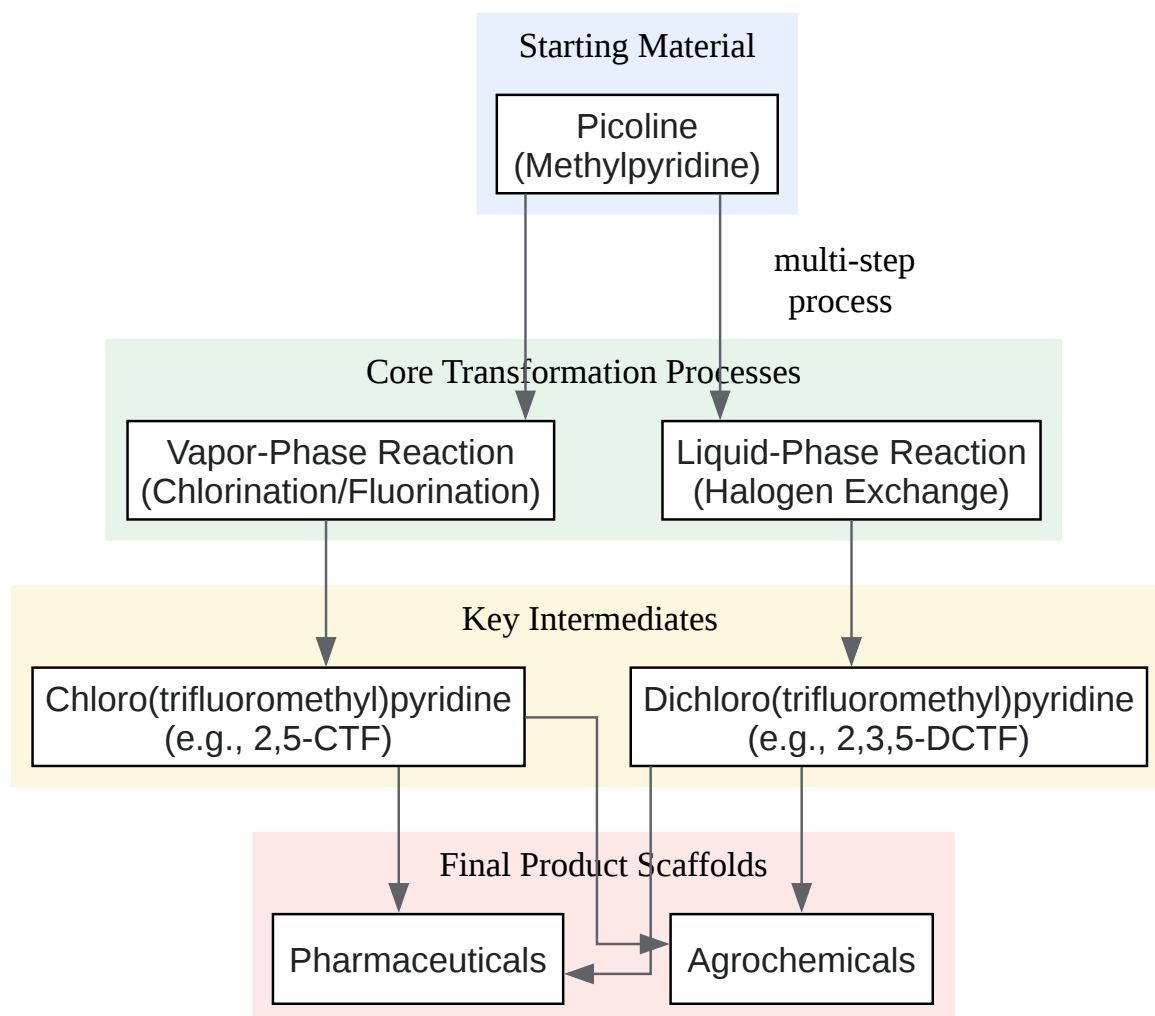 Starting Material
Picoline
(Methylpyridine)
multi-step
process
Core Transformation Processes
Vapor-Phase Reaction
(Chlorination/Fluorination)
Liquid-Phase Reaction
(Halogen Exchange)
Key Intermediates
Chloro(trifluoromethyl)pyridine
(e.g., 2,5-CTF)
Dichloro(trifluoromethyl)pyridine
(e.g., 2,3,5-DCTF)
Final Product Scaffolds
Pharmaceuticals
Agrochemicals